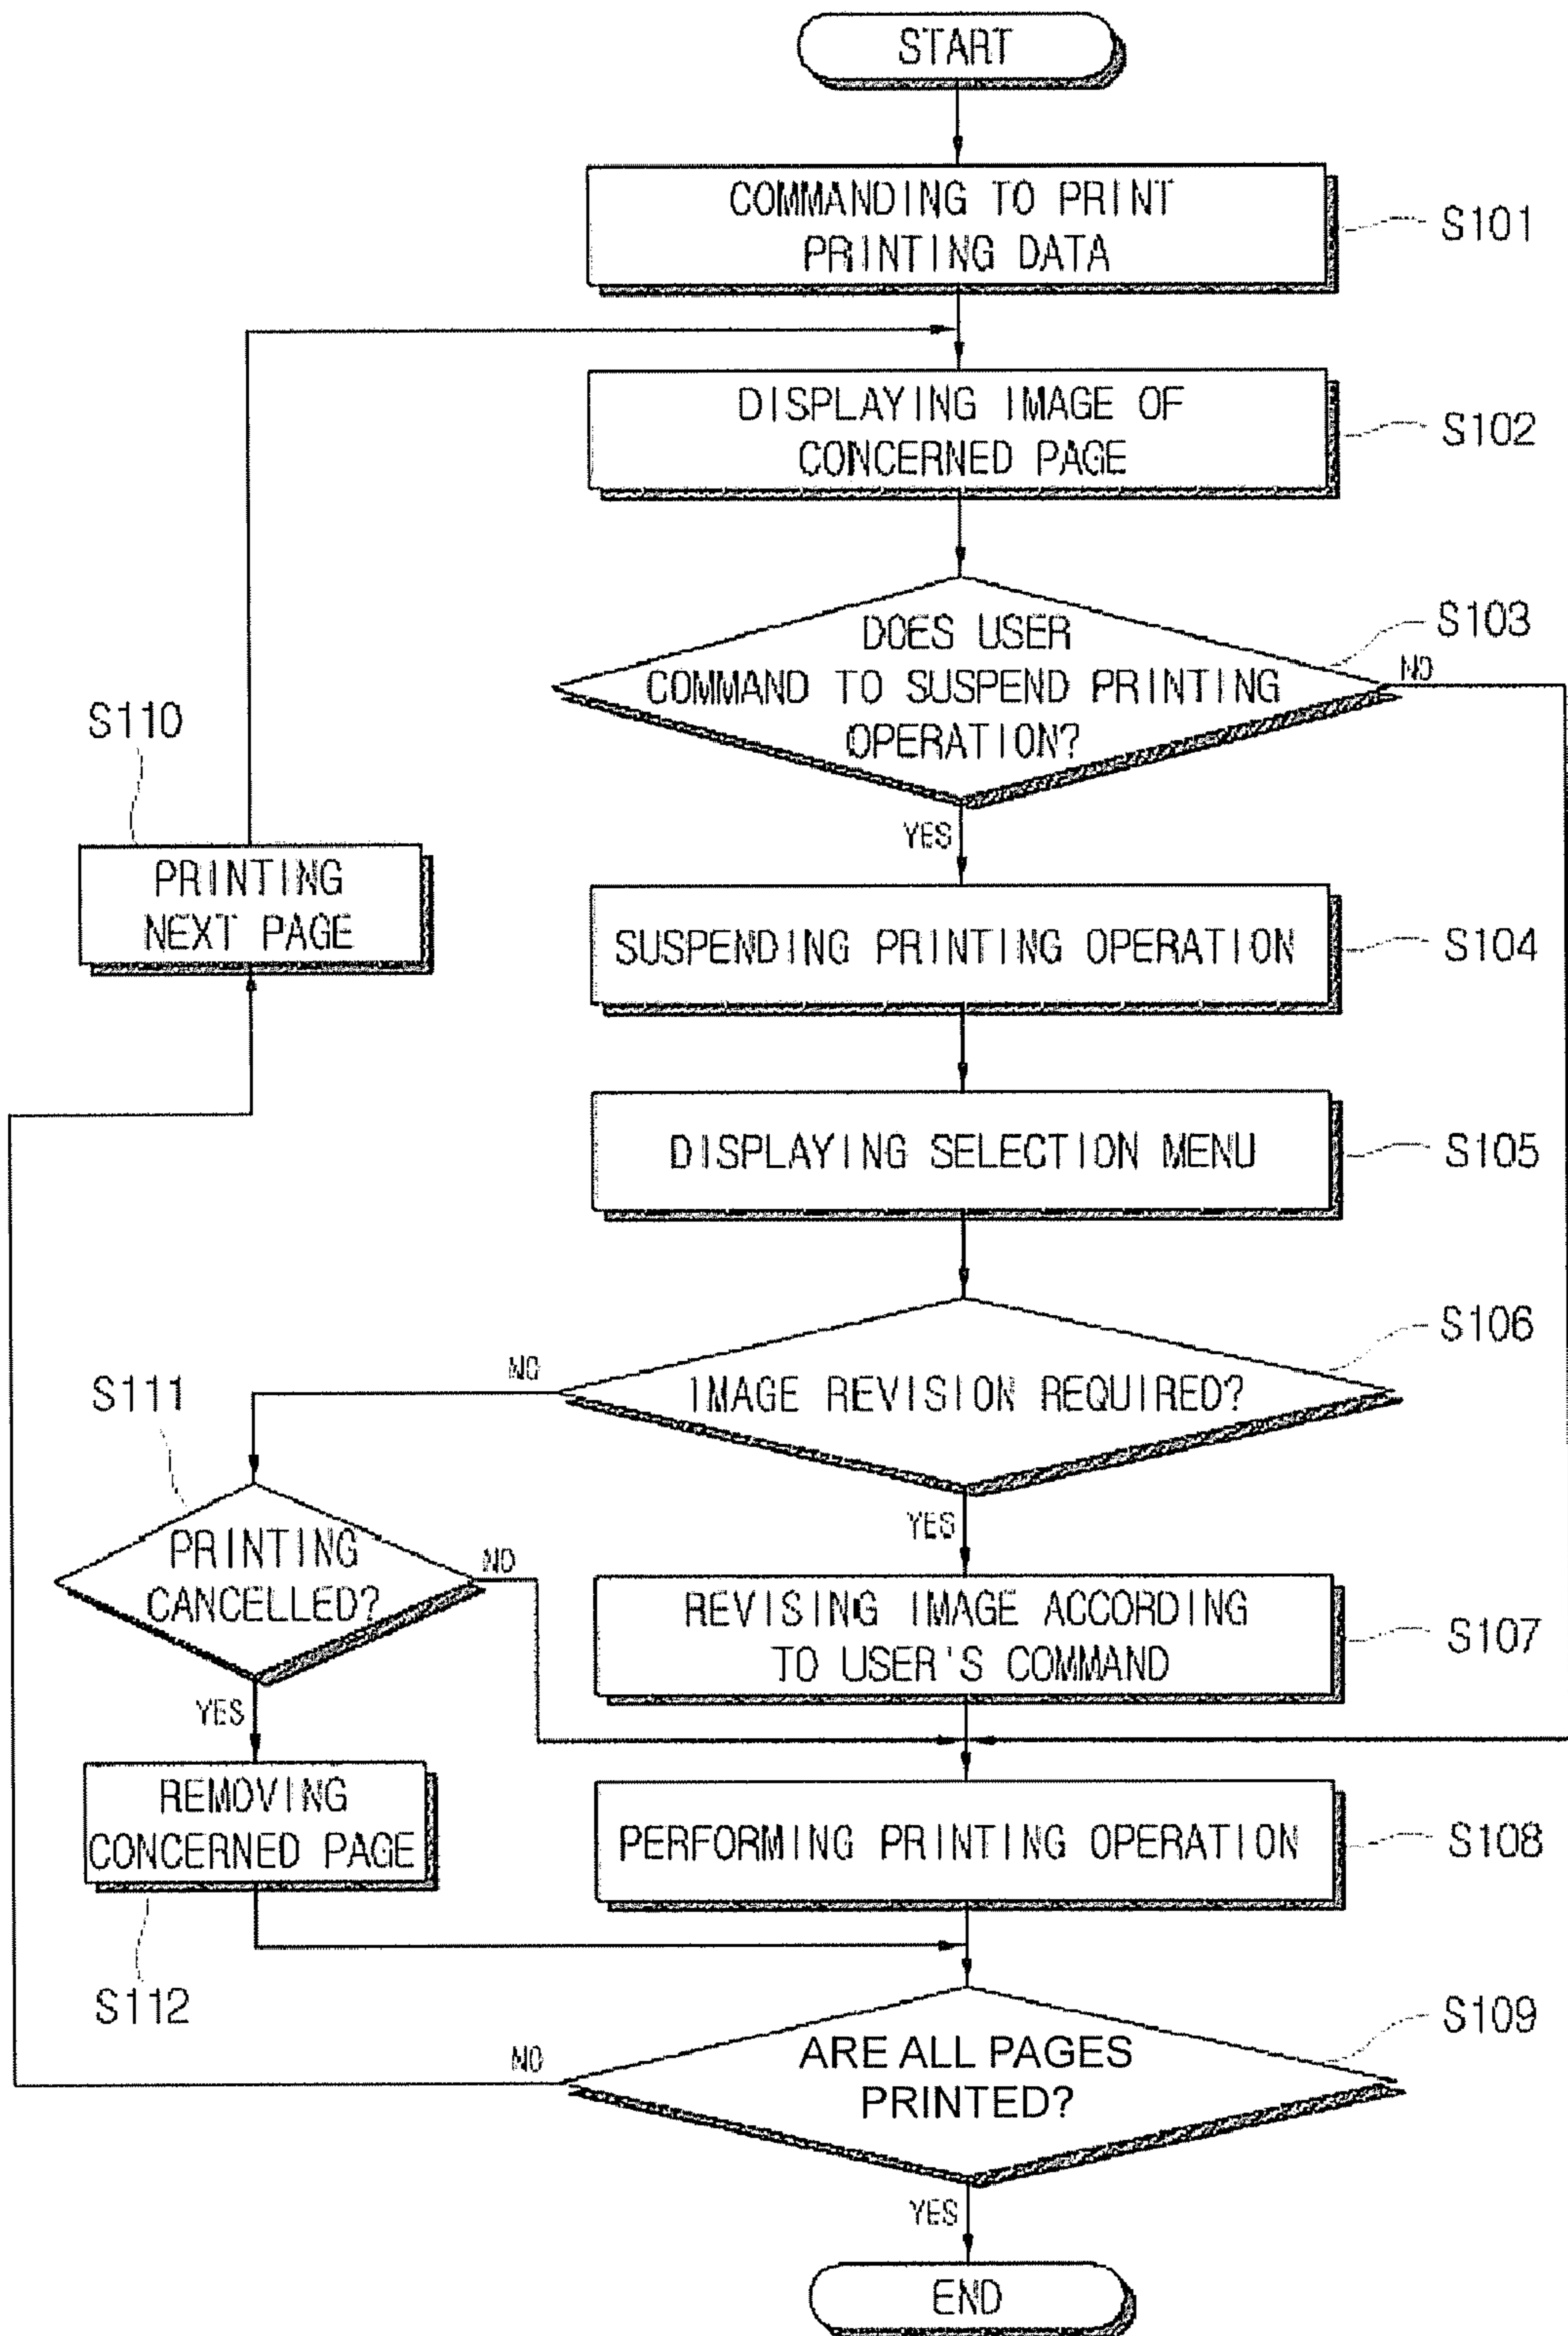 START
COMMANDING TO PRINT
PRINTING DATA
S101
DISPLAYING IMAGE OF
CONCERNED PAGE
S102
DOES USER
COMMAND TO SUSPEND PRINTING
OPERATION?
S103
NO
YES
S110
PRINTING
NEXT PAGE
SUSPENDING PRINTING OPERATION
S104
DISPLAYING SELECTION MENU
S105
IMAGE REVISION REQUIRED?
S106
NO
YES
S111
PRINTING
CANCELLED?
NO
YES
REVISING IMAGE ACCORDING
TO USER'S COMMAND
S107
REMOVING
CONCERNED PAGE
S112
PERFORMING PRINTING OPERATION
S108
ARE ALL PAGES
PRINTED?
S109
NO
YES
END